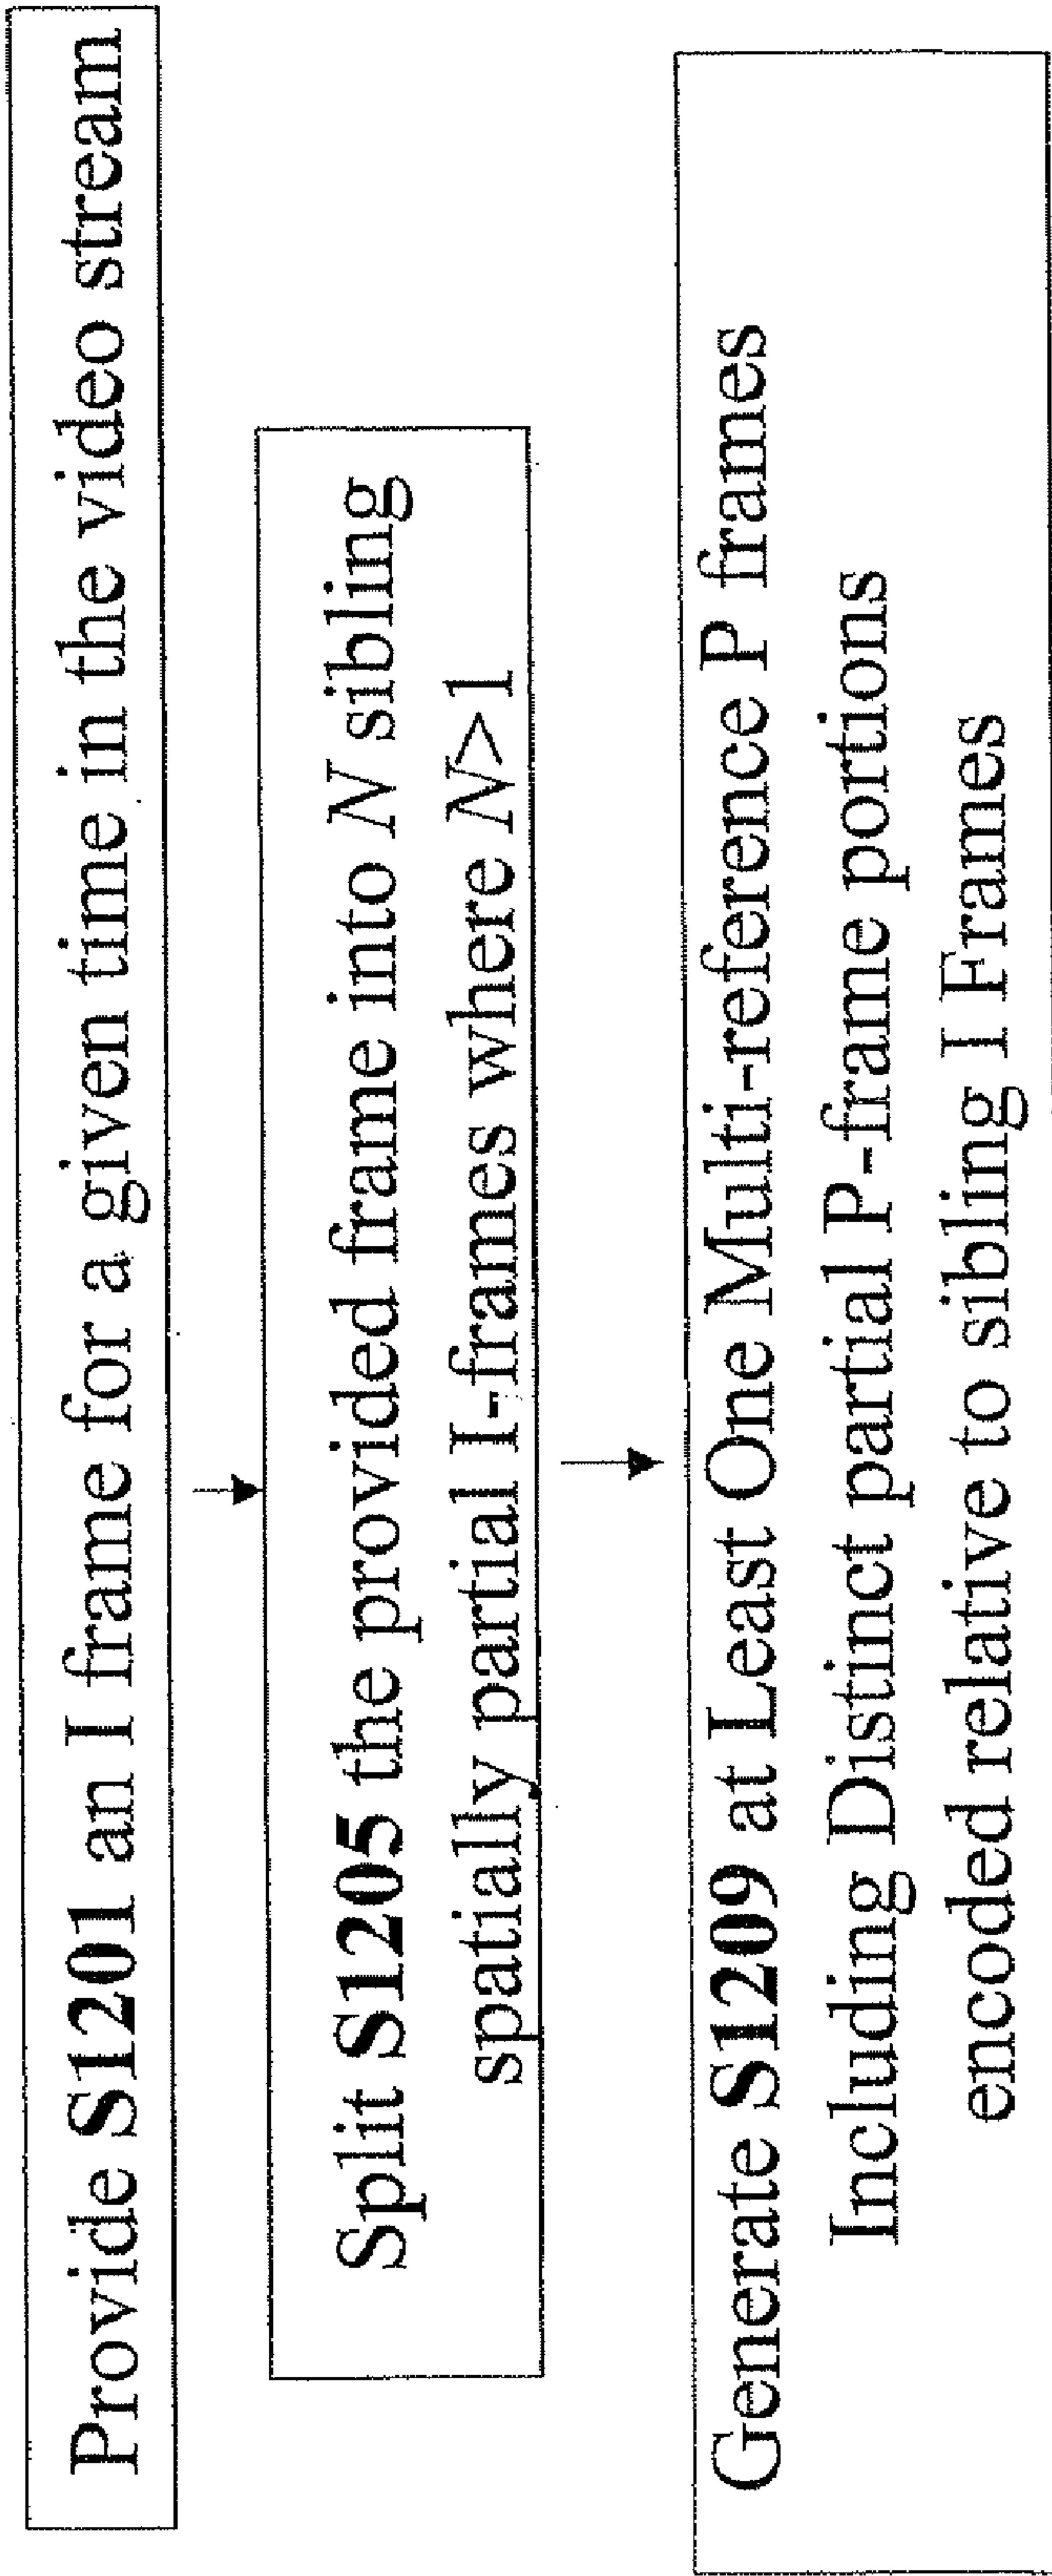 Provide S1201 an I frame for a given time in the video stream
Split S1205 the provided frame into N sibling
spatially partial I-frames where N>1
Generate S1209 at Least One Multi-reference P frames
Including Distinct partial P-frame portions
encoded relative to sibling I Frames